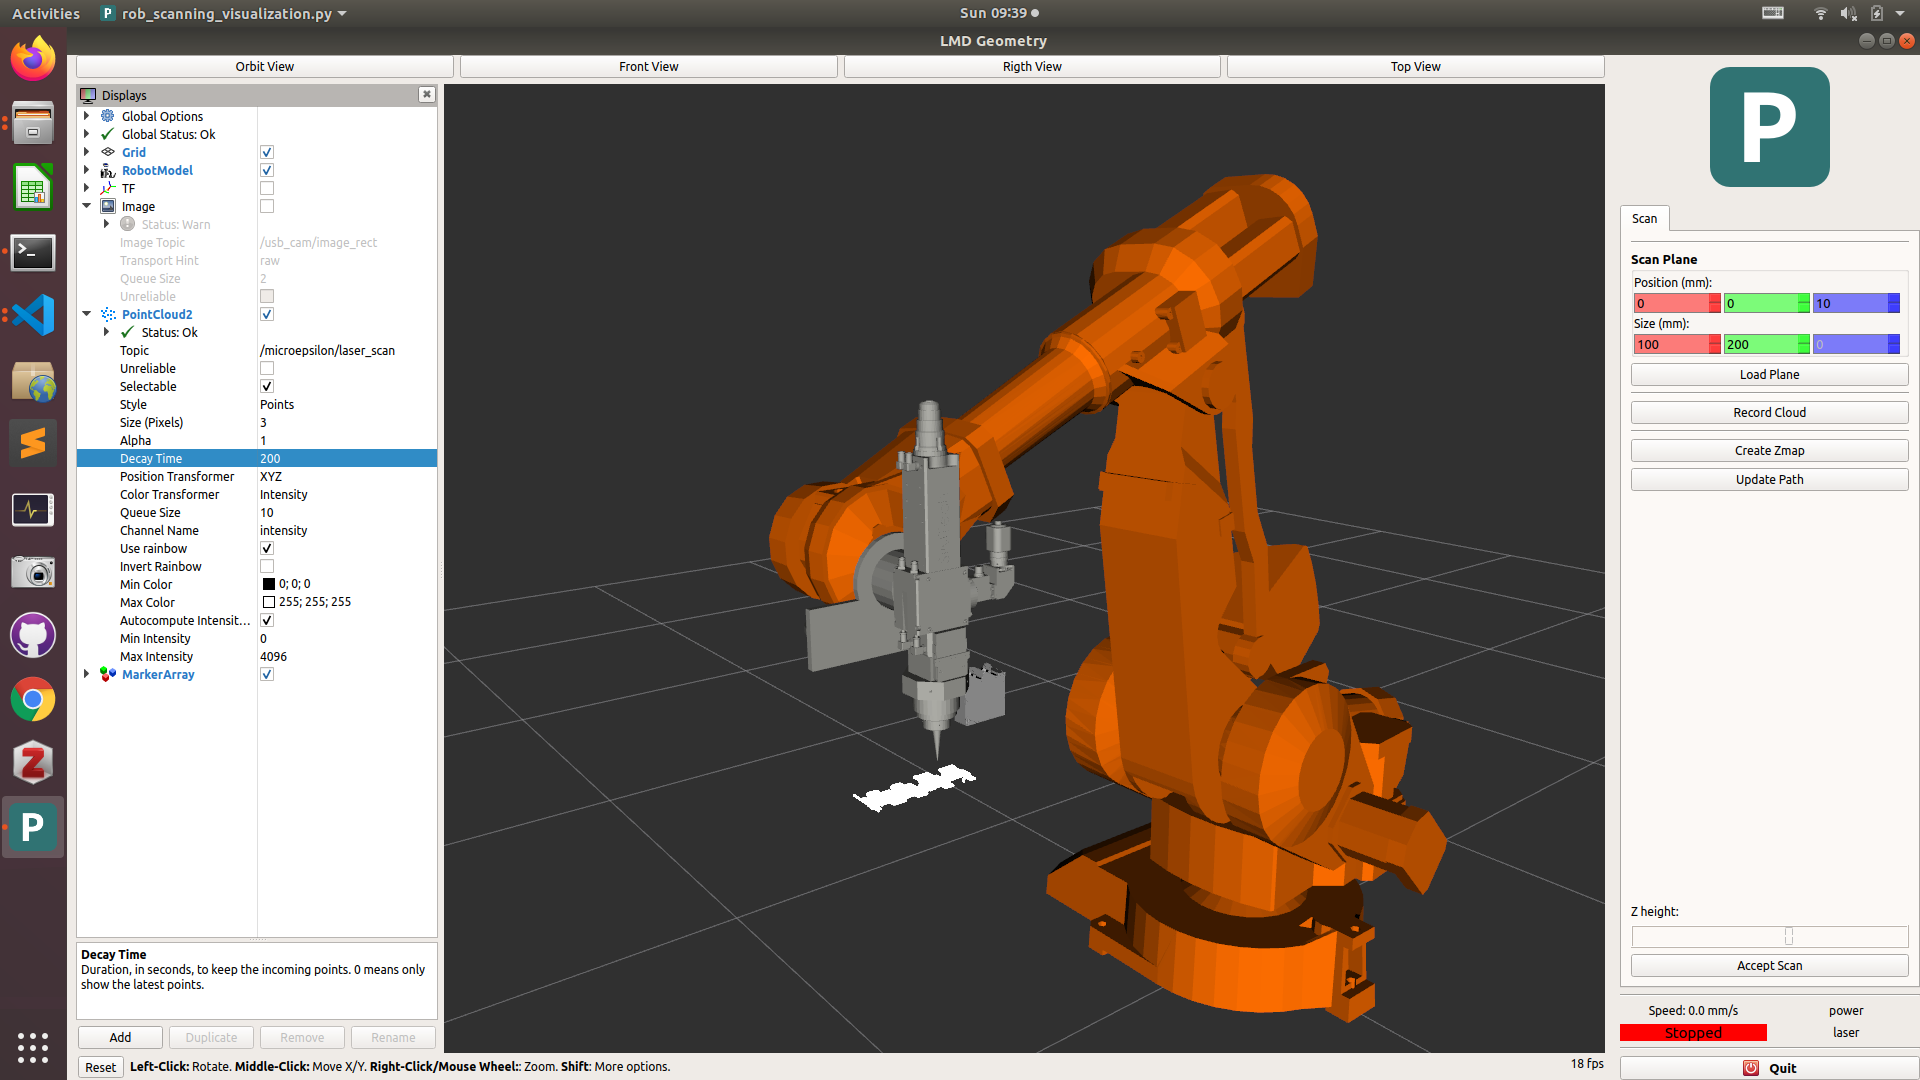 Activities
rob_scanning_visualization.py
Sun 09:39
LMD Geometry
Orbit View
Front View
Rigth View
Top View
Displays
Global Options
Global Status: Ok
Grid
RobotModel
TF
Image
Status: Warn
Image Topic /usb_cam/image_rect
Transport Hint raw
Queue Size 2
Unreliable
PointCloud2
Status: Ok
Topic /microepsilon/laser_scan
Unreliable
Selectable
Style Points
Size (Pixels) 3
Alpha 1
Decay Time 200
Position Transformer XYZ
Color Transformer Intensity
Queue Size 10
Channel Name intensity
Use rainbow
Invert Rainbow
Min Color 0; 0; 0
Max Color 255; 255; 255
Autocompute Intensit...
Min Intensity 0
Max Intensity 4096
MarkerArray
Decay Time
Duration, in seconds, to keep the incoming points. 0 means only
show the latest points.
Add
Duplicate
Remove
Rename
Reset
Left-Click: Rotate. Middle-Click: Move X/Y. Right-Click/Mouse Wheel:: Zoom. Shift: More options.
18 fps
P
Scan
Scan Plane
Position (mm):
0 0 10
Size (mm):
100 200 0
Load Plane
Record Cloud
Create Zmap
Update Path
Z height:
Accept Scan
Speed: 0.0 mm/s power
Stopped laser
Quit
P
P
Z